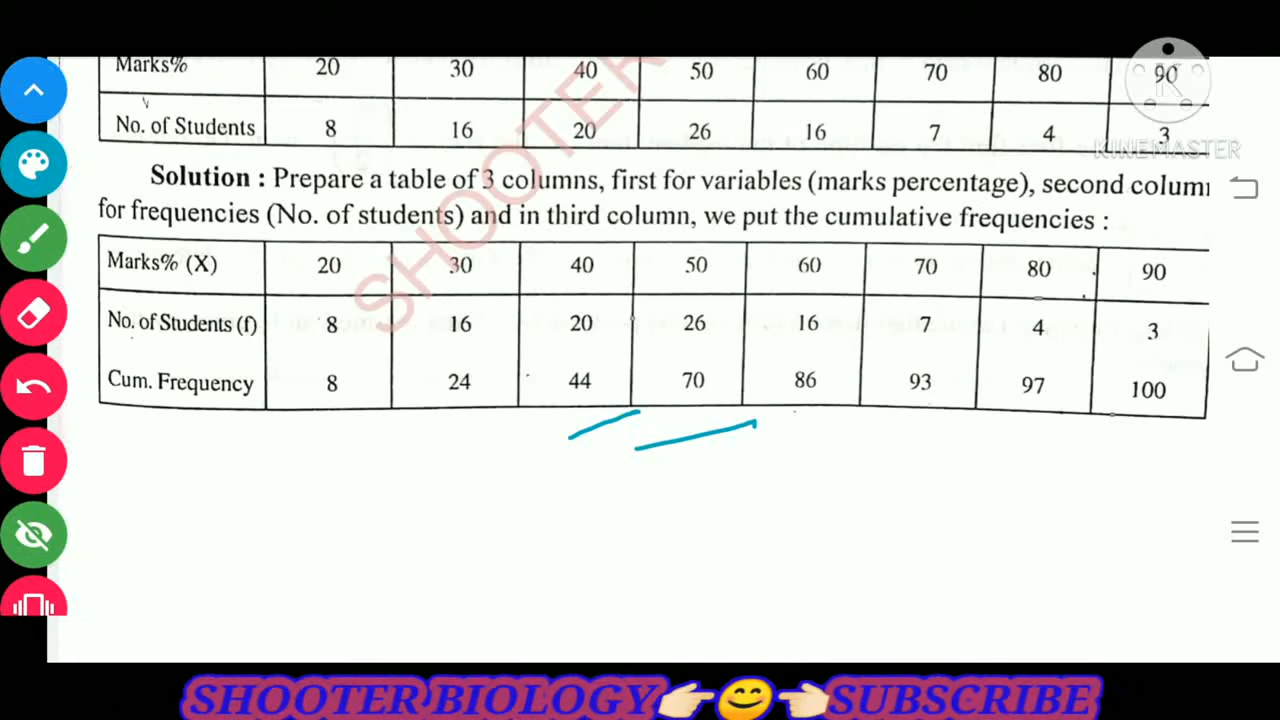 Marks% 20 30 40 50 60 70 80 90
No. of Students 8 16 20 26 16 7 4 3
KINEMASTER
SHOOTER
Solution : Prepare a table of 3 columns, first for variables (marks percentage), second colum
for frequencies (No. of students) and in third column, we put the cumulative frequencies :
Marks% (X) 20 30 40 50 60 70 80 90
No. of Students (f) 8 16 20 26 16 7 4 3
Cum. Frequency 8 24 44 70 86 93 97 100
SHOOTER BIOLOGY SUBSCRIBE